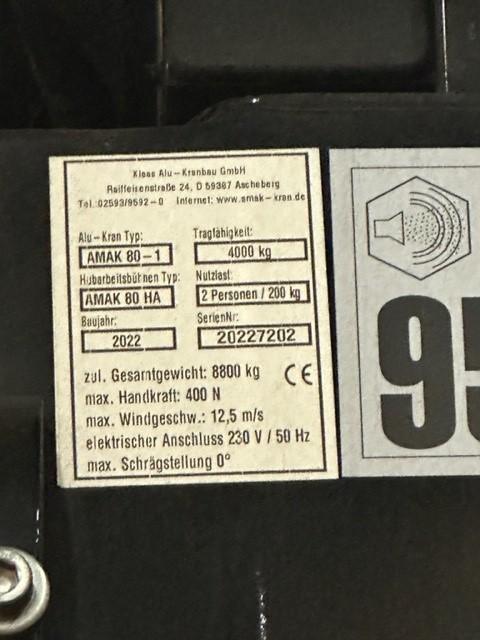 Klaas Alu-Kranbau GmbH
Raiffeisenstraße 24, D 59387 Ascheberg
Tel. 02593/9592-0 Internet: www.amak-kran.de
Alu-Kran Typ: Tragfähigkeit:
AMAK 80-1 4000 kg
Hubarbeitsbühnen Typ: Nutzlast:
AMAK 80 HA 2 Personen / 200 kg
Baujahr: SerienNr:
2022 20227202
zul. Gesamtgewicht: 8800 kg CE
max. Handkraft: 400 N
max. Windgeschw.: 12,5 m/s
elektrischer Anschluss 230 V / 50 Hz
max. Schrägstellung 0°
95